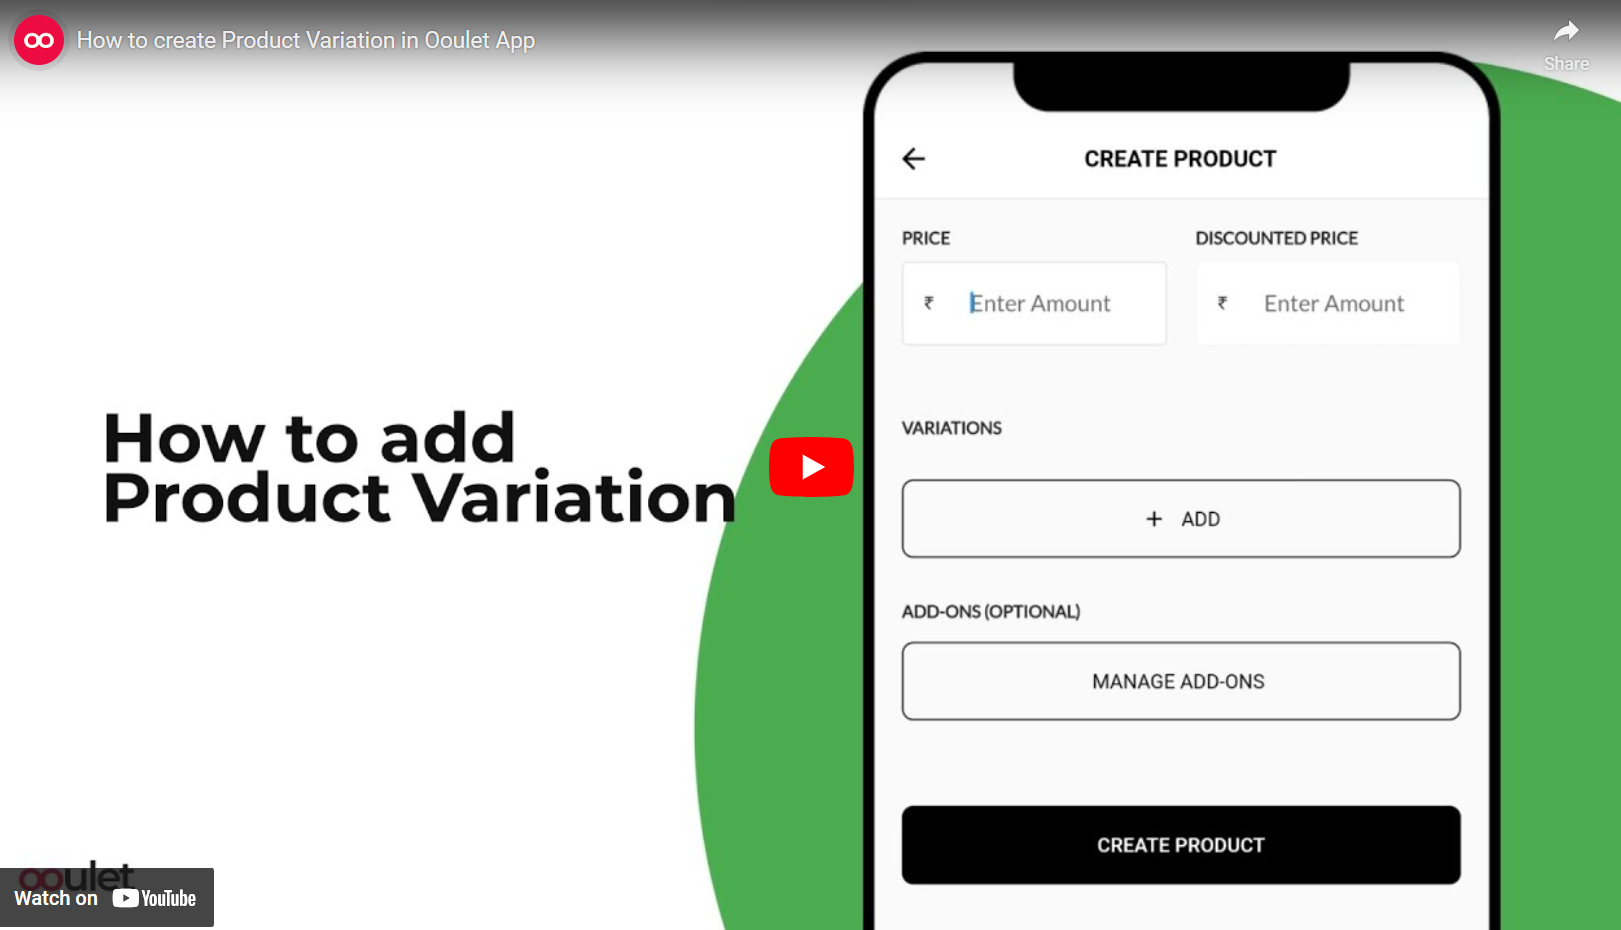 How to create Product Variation in Ooulet App
Share
CREATE PRODUCT
PRICE
DISCOUNTED PRICE
₹ Enter Amount
₹ Enter Amount
VARIATIONS
How to add
Product Variation
+ ADD
ADD-ONS (OPTIONAL)
MANAGE ADD-ONS
CREATE PRODUCT
ooulet
Watch on YouTube